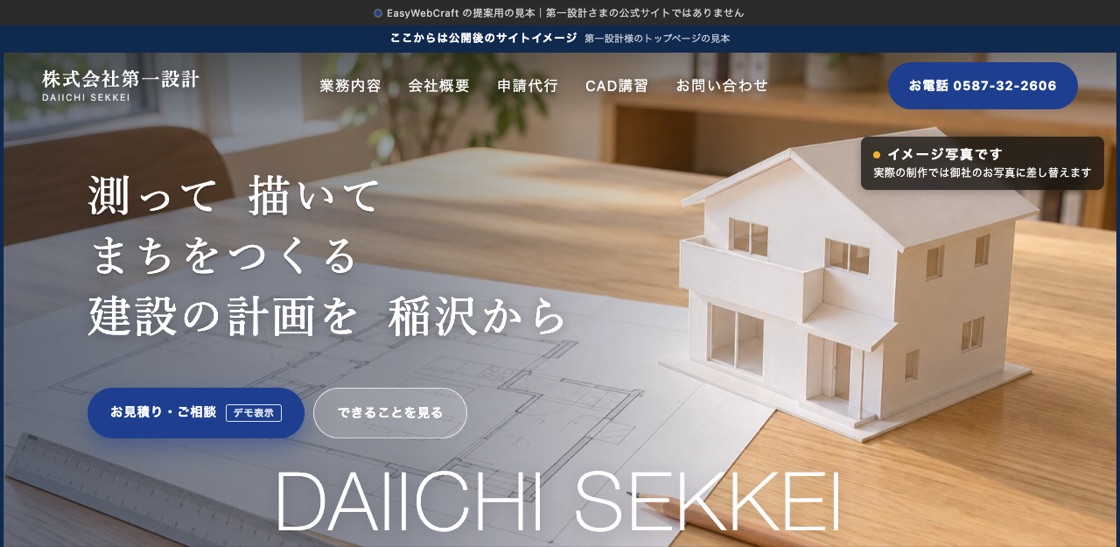 EasyWebCraft の提案用の見本｜第一設計さまの公式サイトではありません
ここからは公開後のサイトイメージ 第一設計様のトップページの見本
株式会社第一設計
DAIICHI SEKKEI
業務内容 会社概要 申請代行 CAD講習 お問い合わせ
お電話 0587-32-2606
イメージ写真です
実際の制作では御社のお写真に差し替えます
測って 描いて
まちをつくる
建設の計画を 稲沢から
お見積り・ご相談 デモ表示 できることを見る
DAIICHI SEKKEI